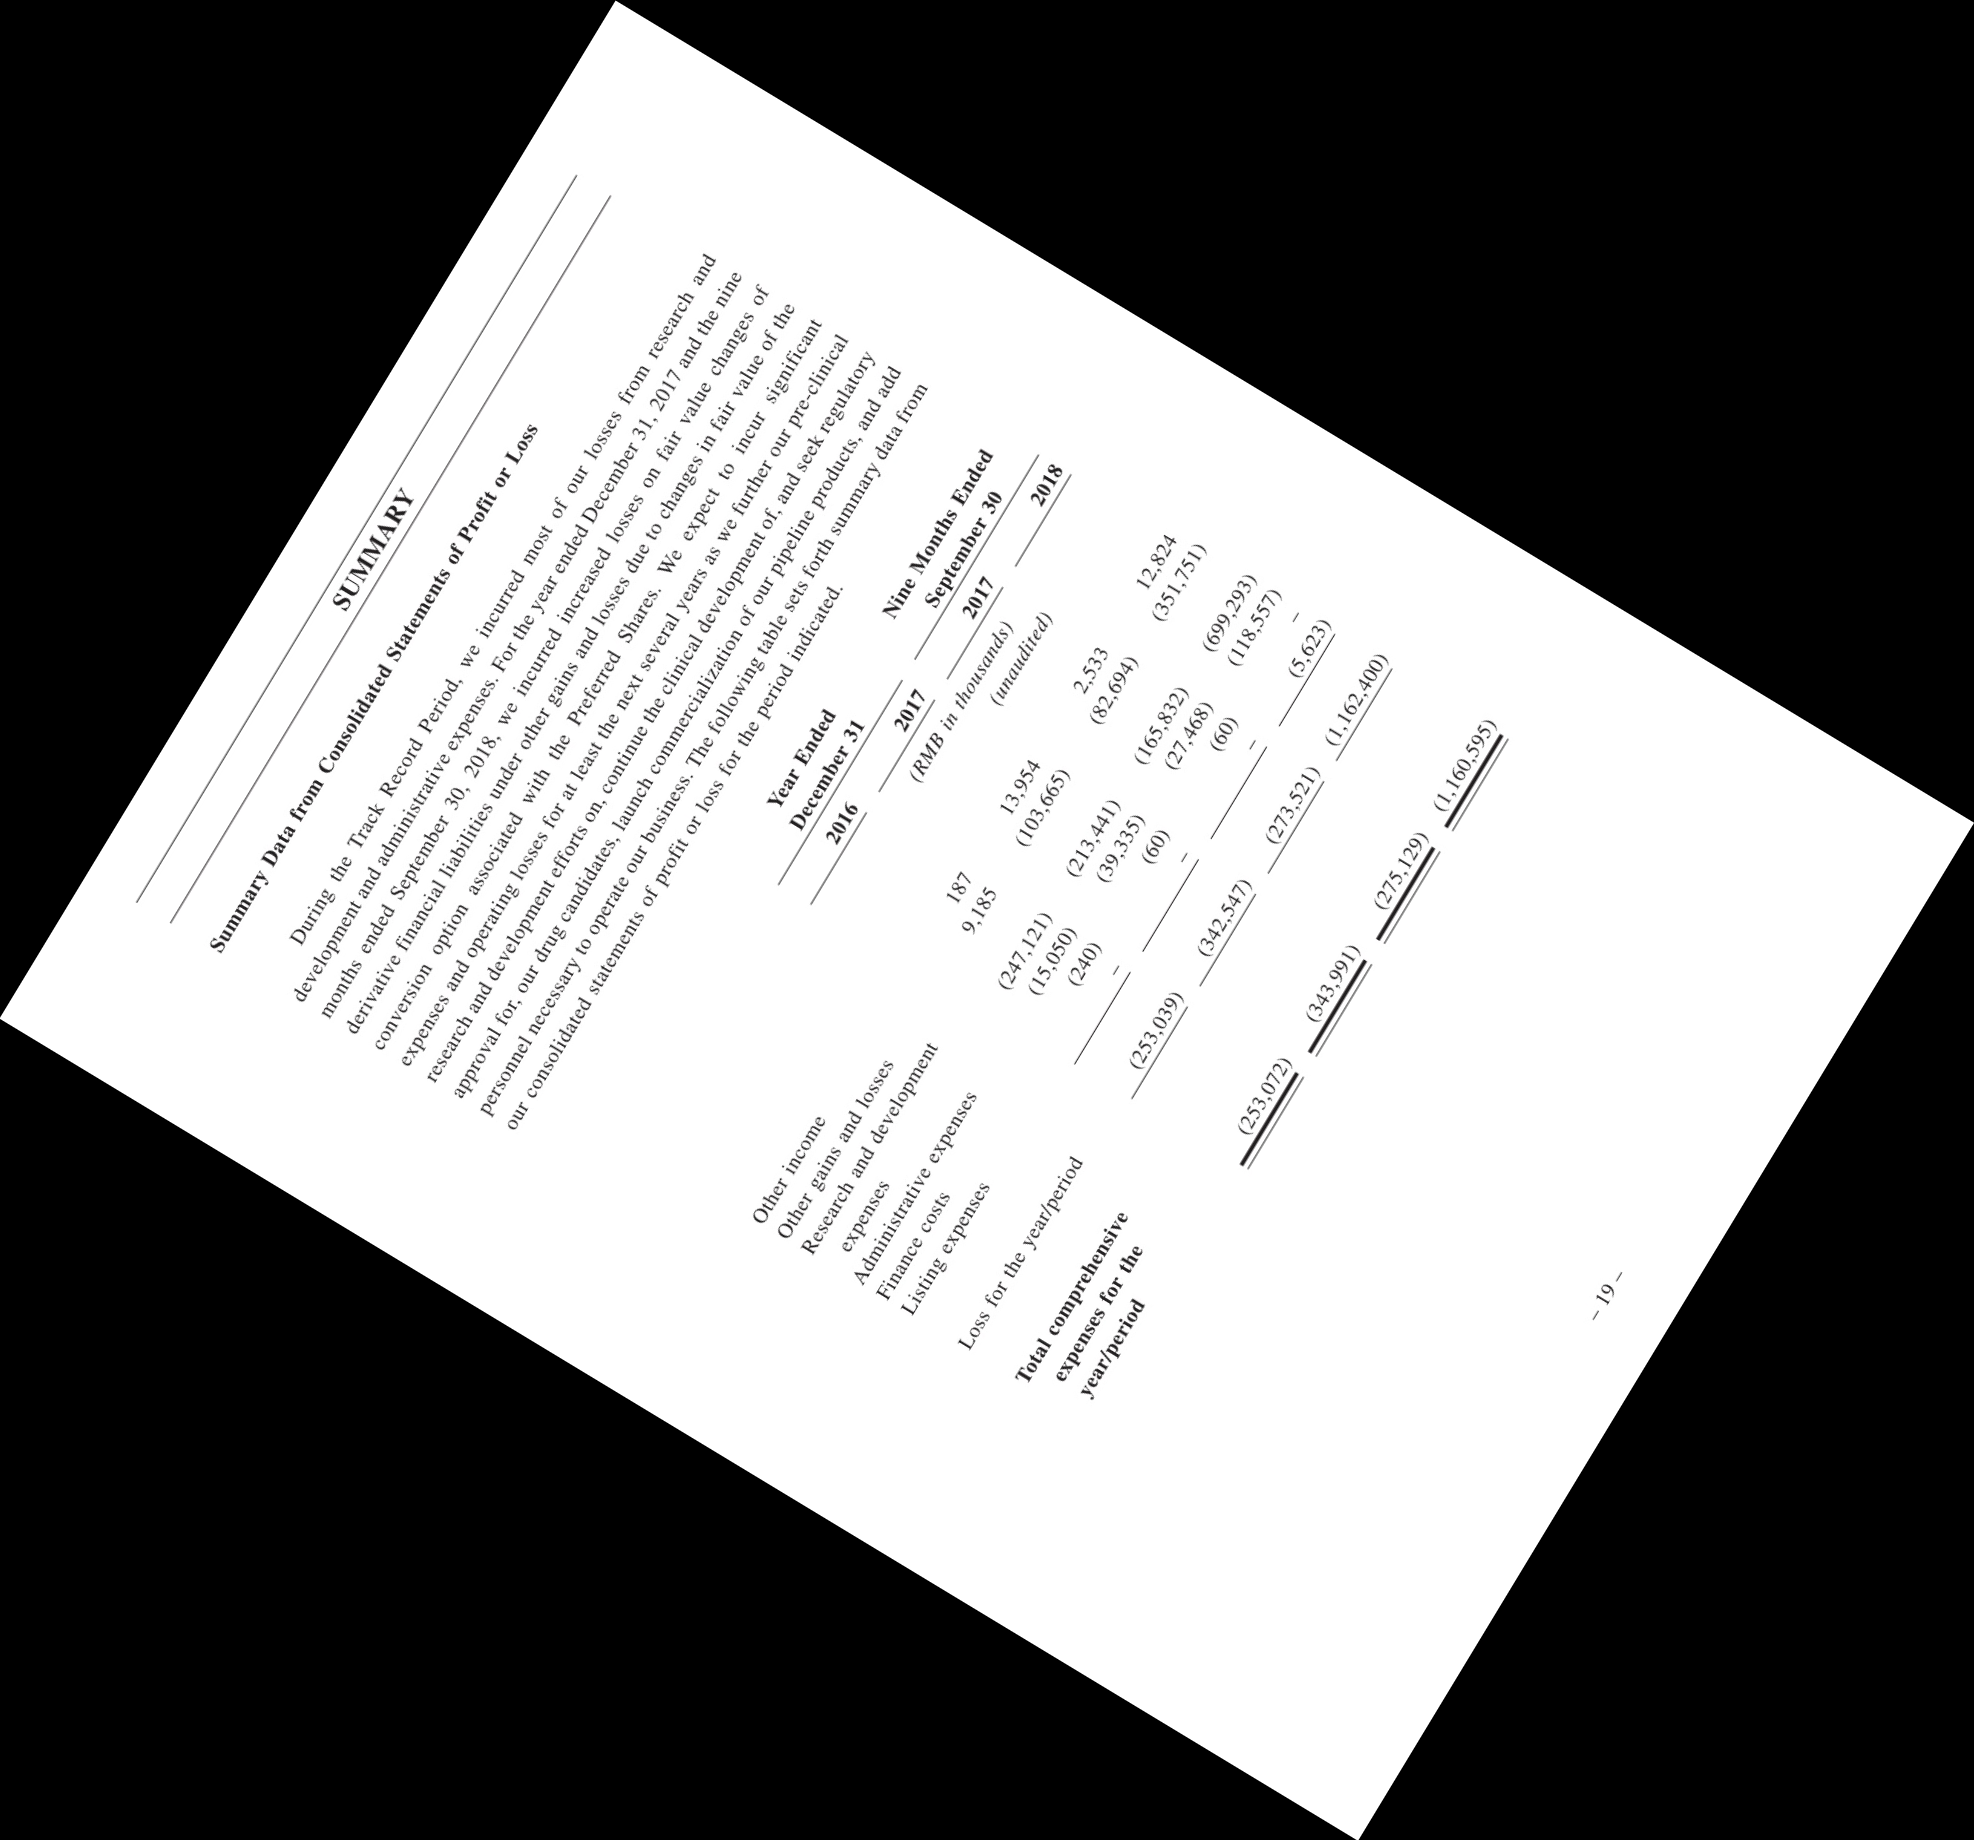 SUMMARY
Summary Data from Consolidated Statements of Profit or Loss
During the Track Record Period, we incurred most of our losses from research and
development and administrative expenses. For the year ended December 31, 2017 and the nine
months ended September 30, 2018, we incurred increased losses on fair value changes of
derivative financial liabilities under other gains and losses due to changes in fair value of the
conversion option associated with the Preferred Shares. We expect to incur significant
expenses and operating losses for at least the next several years as we further our pre-clinical
research and development efforts on, continue the clinical development of, and seek regulatory
approval for, our drug candidates, launch commercialization of our pipeline products, and add
personnel necessary to operate our business. The following table sets forth summary data from
our consolidated statements of profit or loss for the period indicated.
Year Ended Nine Months Ended
December 31 September 30
2016 2017 2017 2018
(RMB in thousands)
(unaudited)
Other income 187 13,954 2,533 12,824
Other gains and losses 9,185 (103,665) (82,694) (351,751)
Research and development
expenses (247,121) (213,441) (165,832) (699,293)
Administrative expenses (15,050) (39,335) (27,468) (118,557)
Finance costs (240) (60) (60) –
Listing expenses – – – (5,623)
Loss for the year/period (253,039) (342,547) (273,521) (1,162,400)
Total comprehensive
expenses for the
year/period (253,072) (343,991) (275,129) (1,160,595)
– 19 –